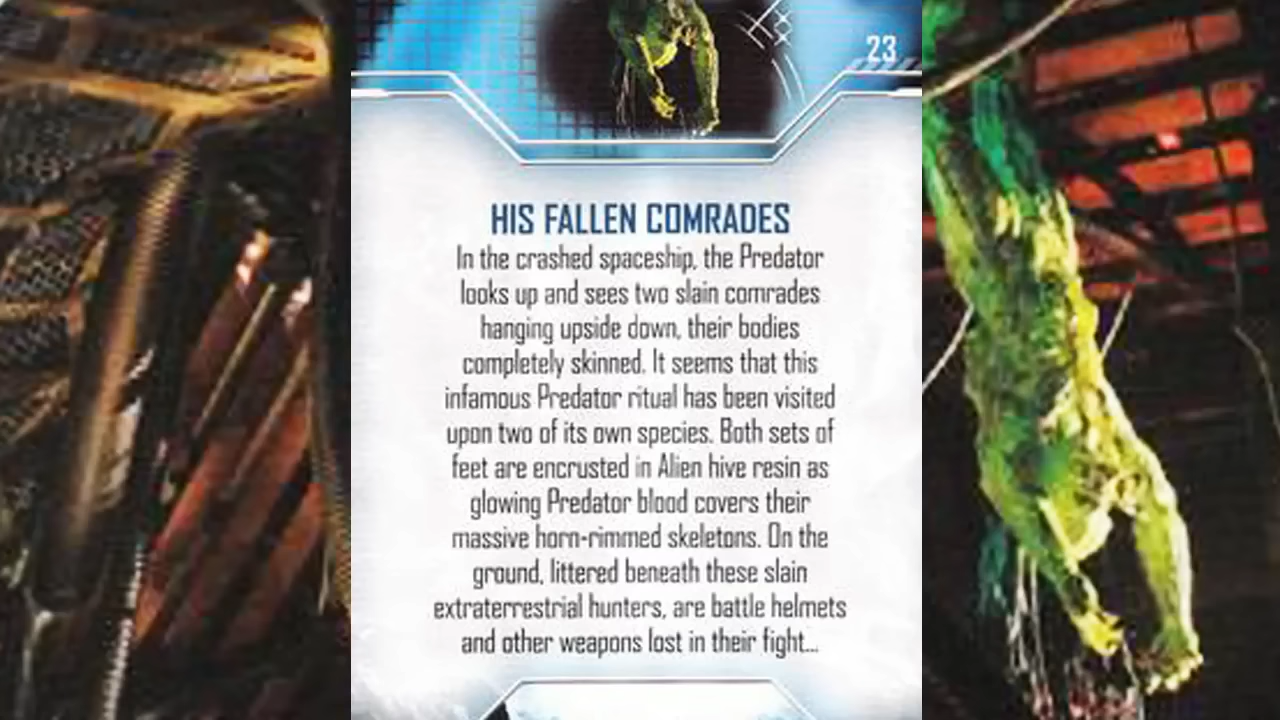 23
HIS FALLEN COMRADES
In the crashed spaceship, the Predator
looks up and sees two slain comrades
hanging upside down, their bodies
completely skinned. It seems that this
infamous Predator ritual has been visited
upon two of its own species. Both sets of
feet are encrusted in Alien hive resin as
glowing Predator blood covers their
massive horn-rimmed skeletons. On the
ground, littered beneath these slain
extraterrestrial hunters, are battle helmets
and other weapons lost in their fight...